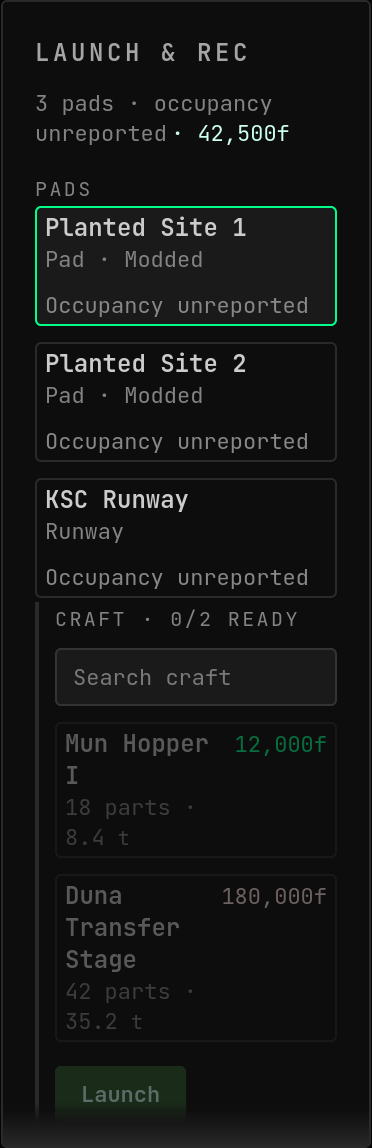 LAUNCH & REC
3 pads · occupancy
unreported · 42,500f
PADS
Planted Site 1
Pad · Modded
Occupancy unreported
Planted Site 2
Pad · Modded
Occupancy unreported
KSC Runway
Runway
Occupancy unreported
CRAFT · 0/2 READY
Search craft
Mun Hopper 12,000f
I
18 parts ·
8.4 t
Duna 180,000f
Transfer
Stage
42 parts ·
35.2 t
Launch